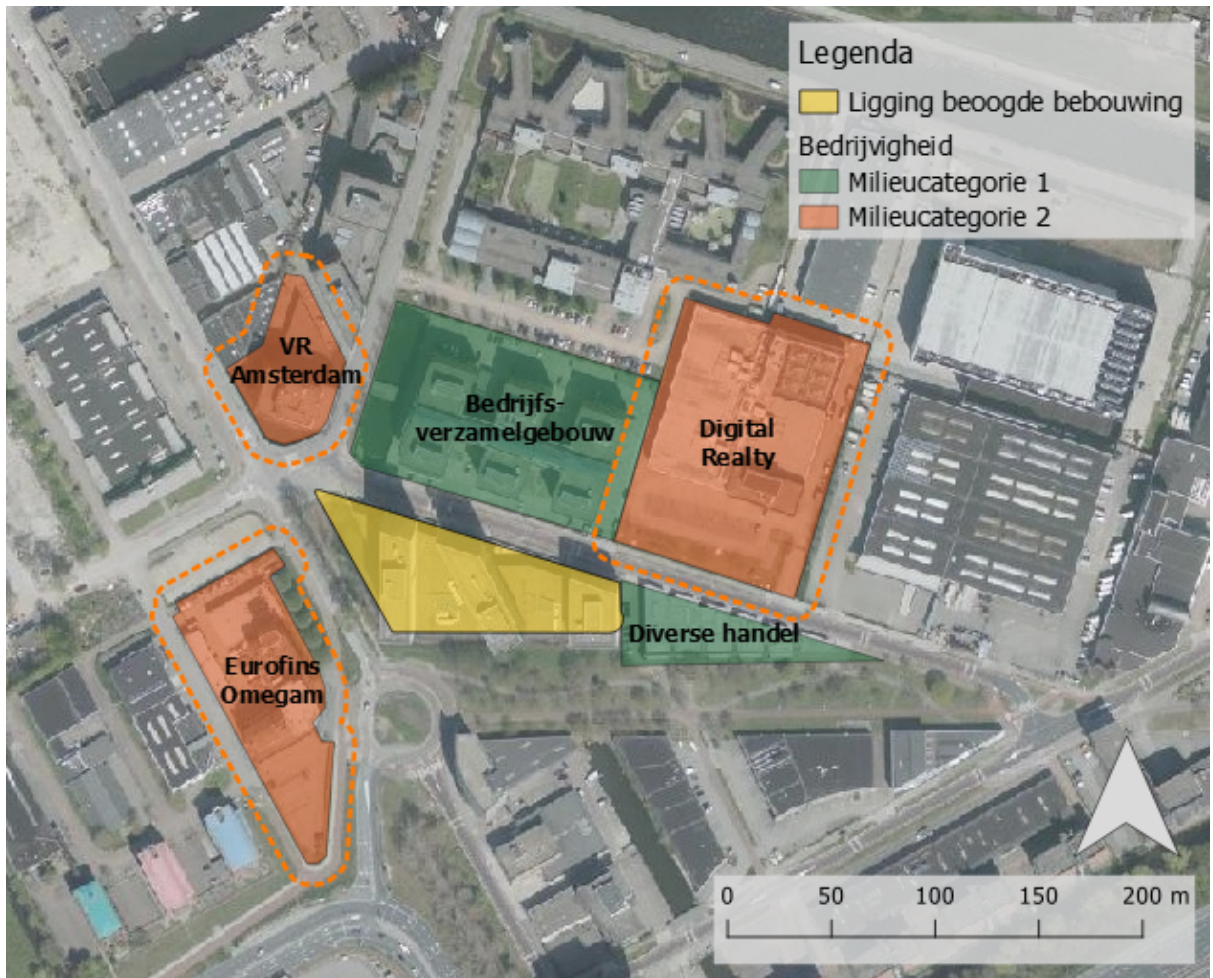 Legenda
Ligging beoogde bebouwing
Bedrijvigheid
Milieucategorie 1
Milieucategorie 2
VR
Amsterdam
Bedrijfs-
verzamelgebouw
Digital
Realty
Diverse handel
Eurofins
Omegam
0 50 100 150 200 m